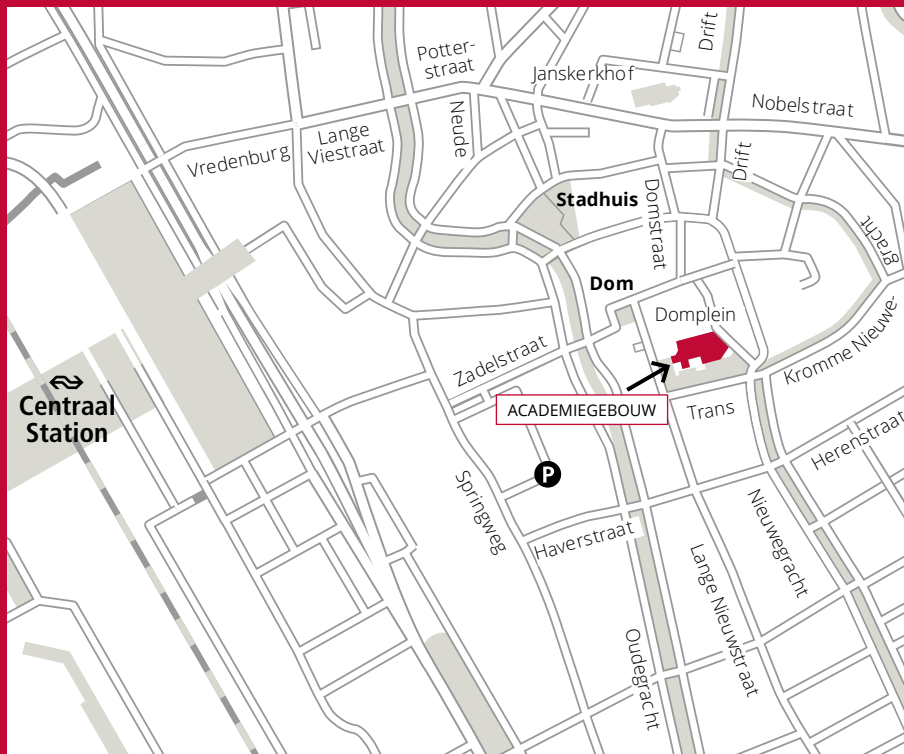 Drift
Potter-
straat
Janskerkhof
Nobelstraat
Neude
Lange
Viestraat
Vredenburg
Drift
Stadhuis
Domstraat
gracht
Dom
Domplein
Kromme Nieuwe-
Zadelstraat
Centraal
Station
ACADEMIEGEBOUW
Trans
Herenstraat
P
Springweg
Haverstraat
Nieuwegracht
Lange Nieuwstraat
Oudegracht